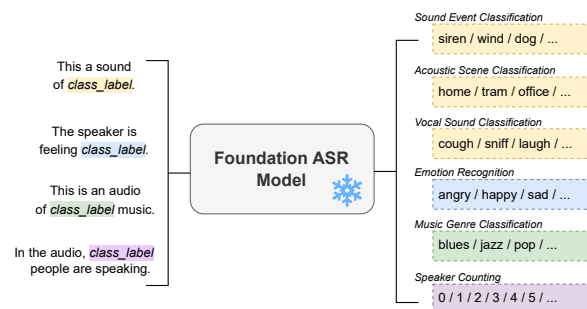 This a sound
of class_label.
The speaker is
feeling class_label.
This is an audio
of class_label music.
In the audio, class_label
people are speaking.
Foundation ASR
Model
Sound Event Classification
siren / wind / dog / ...
Acoustic Scene Classification
home / tram / office / ...
Vocal Sound Classification
cough / sniff / laugh / ...
Emotion Recognition
angry / happy / sad / ...
Music Genre Classification
blues / jazz / pop / ...
Speaker Counting
0 / 1 / 2 / 3 / 4 / 5 / ...